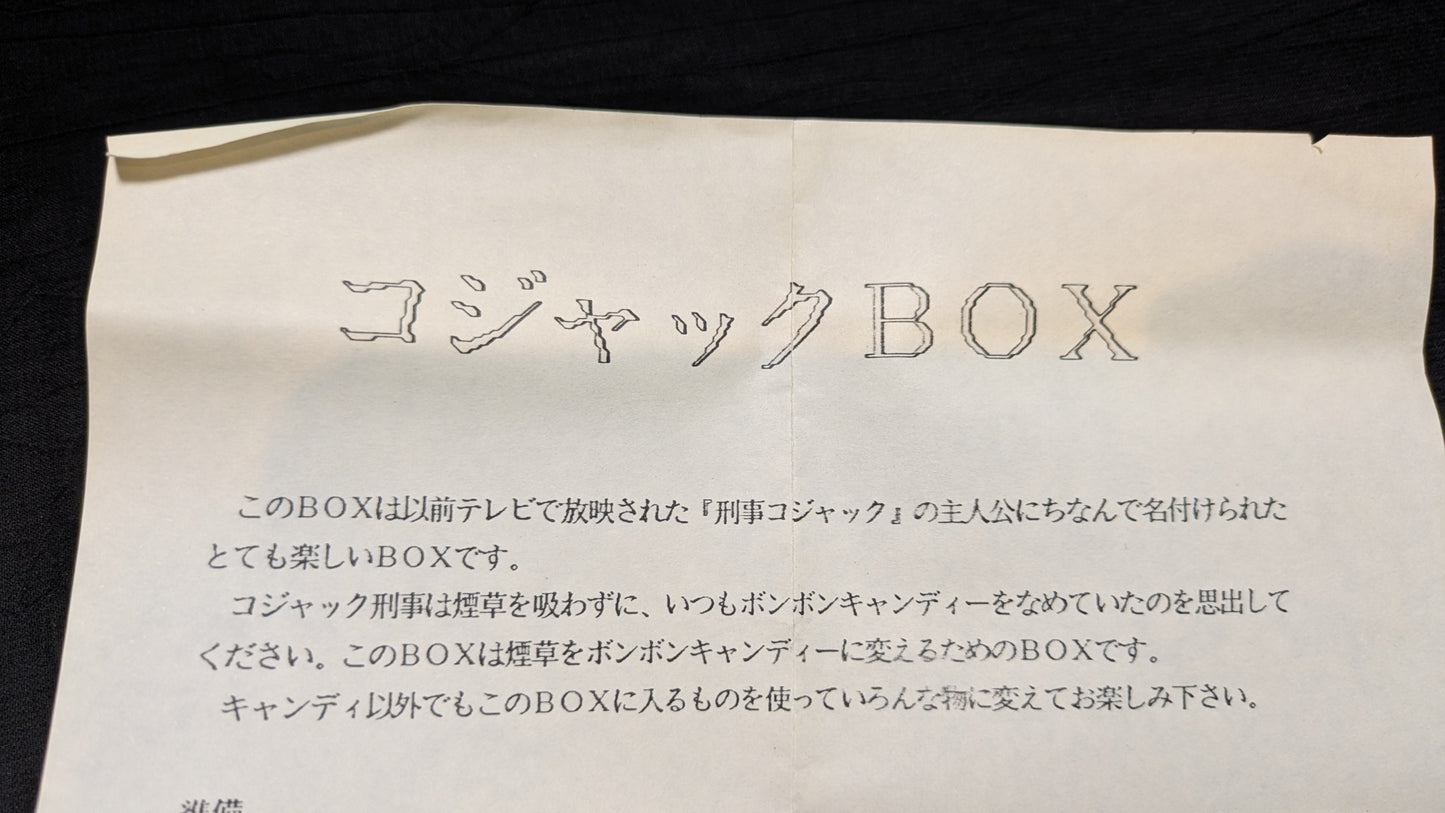 コジャックBOX
このBOXは以前テレビで放映された『刑事コジャック』の主人公にちなんで名付けられた
とても楽しいBOXです。
コジャック刑事は煙草を吸わずに、いつもボンボンキャンディーをなめていたのを思出して
ください。このBOXは煙草をボンボンキャンディーに変えるためのBOXです。
キャンディ以外でもこのBOXに入るものを使っていろんな物に変えてお楽しみ下さい。
準備